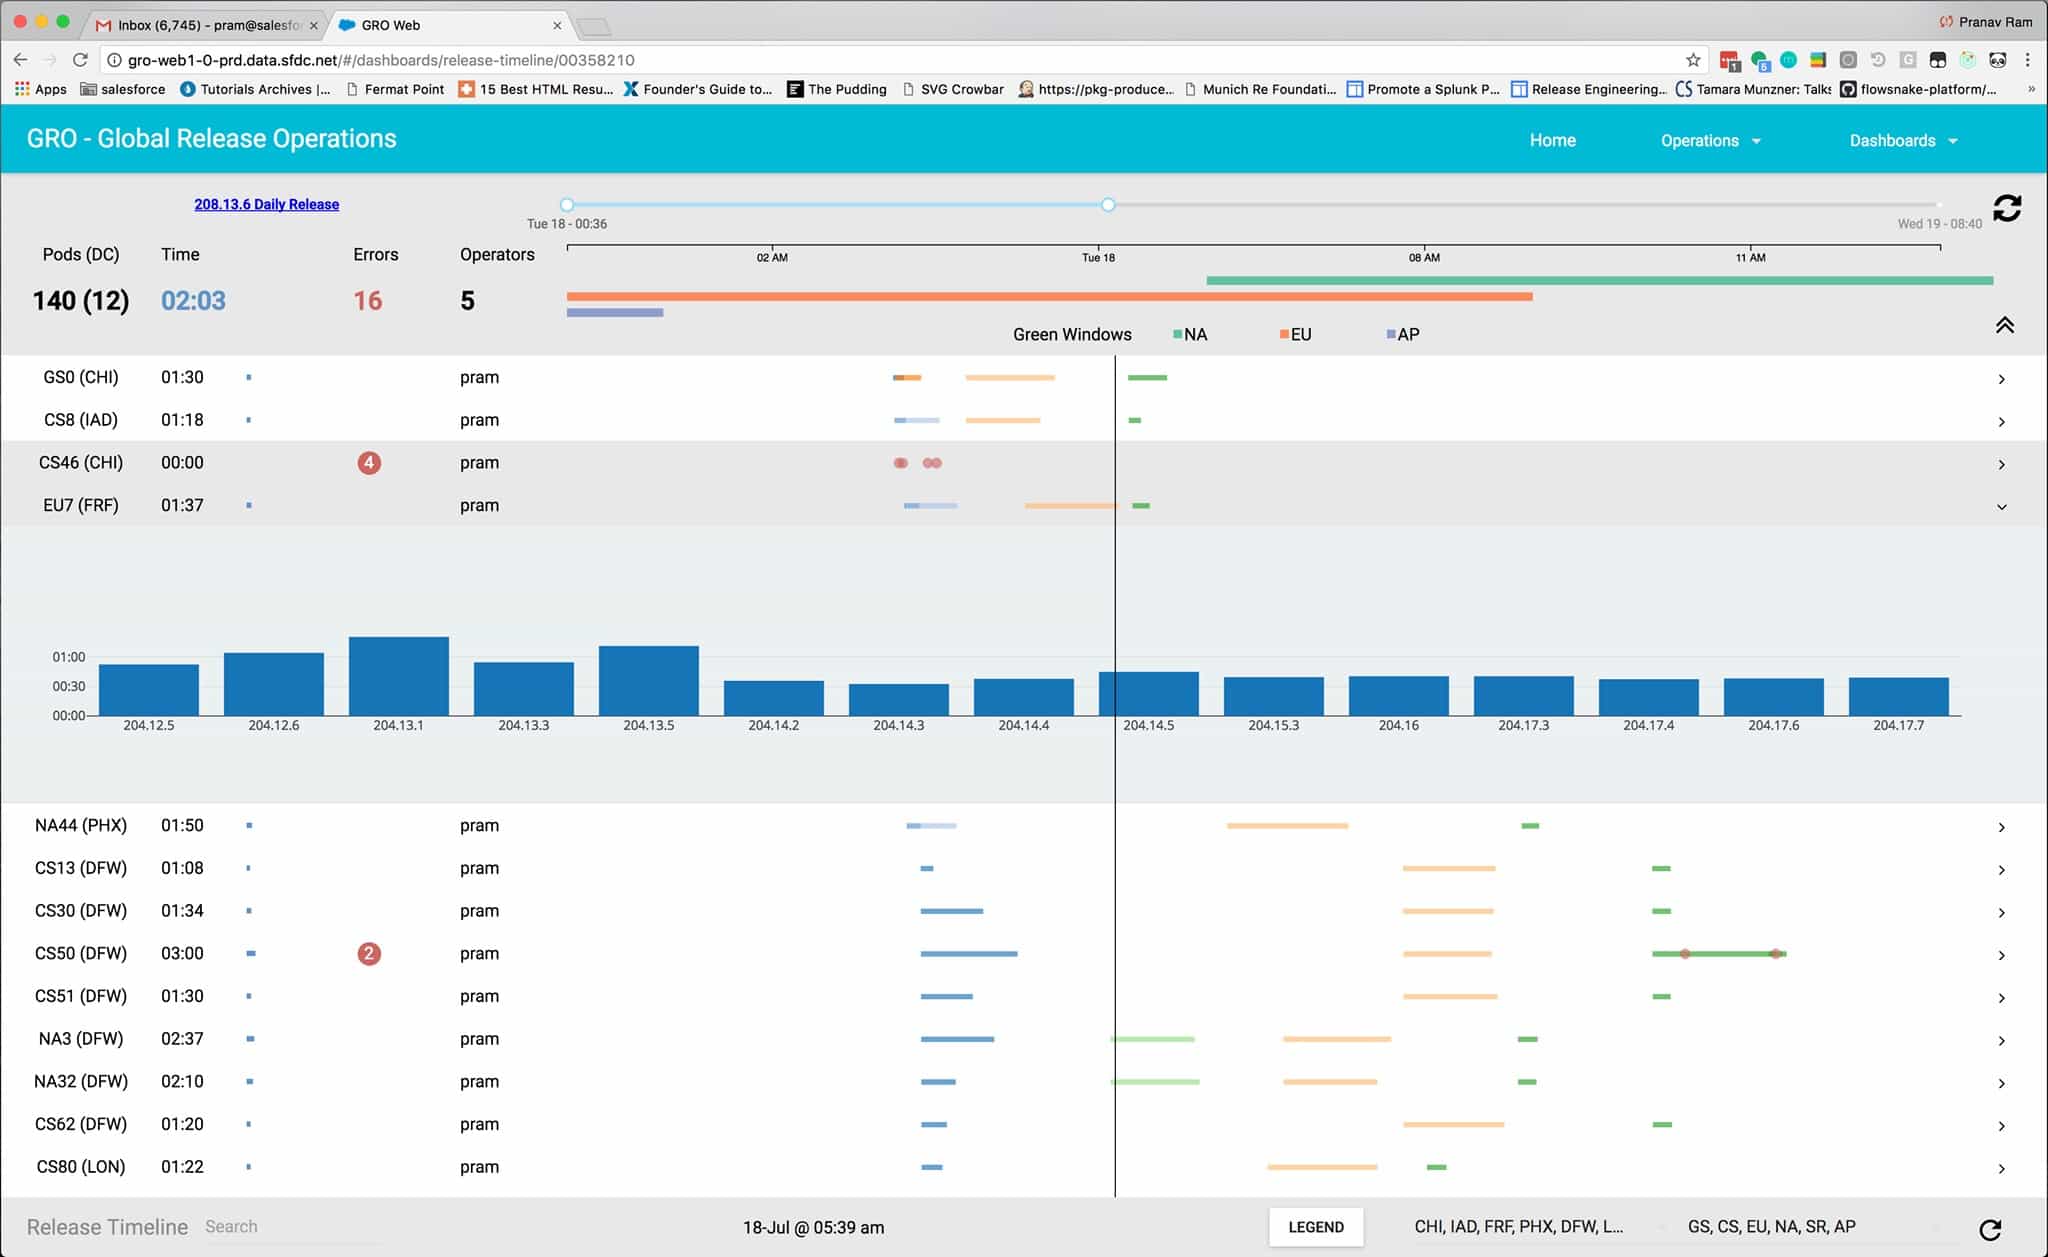 Inbox (6,745) - pram@salesfo
GRO Web
Pranav Ram
gro-web1-0-prd.data.sfdc.net/#/dashboards/release-timeline/00358210
Apps salesforce Tutorials Archives |... Fermat Point 15 Best HTML Resu... Founder's Guide to... The Pudding SVG Crowbar https://pkg-produce... Munich Re Foundati... Promote a Splunk P... Release Engineering... Tamara Munzner: Talks flowsnake-platform/... »
GRO - Global Release Operations
Home Operations Dashboards
208.13.6 Daily Release
Tue 18 - 00:36
Wed 19 - 08:40
Pods (DC) Time Errors Operators
02 AM Tue 18 08 AM 11 AM
140 (12) 02:03 16 5
Green Windows NA EU AP
GS0 (CHI) 01:30 pram
CS8 (IAD) 01:18 pram
CS46 (CHI) 00:00 4 pram
EU7 (FRF) 01:37 pram
01:00
00:30
00:00
204.12.5 204.12.6 204.13.1 204.13.3 204.13.5 204.14.2 204.14.3 204.14.4 204.14.5 204.15.3 204.16 204.17.3 204.17.4 204.17.6 204.17.7
NA44 (PHX) 01:50 pram
CS13 (DFW) 01:08 pram
CS30 (DFW) 01:34 pram
CS50 (DFW) 03:00 2 pram
CS51 (DFW) 01:30 pram
NA3 (DFW) 02:37 pram
NA32 (DFW) 02:10 pram
CS62 (DFW) 01:20 pram
CS80 (LON) 01:22 pram
Release Timeline Search 18-Jul @ 05:39 am LEGEND CHI, IAD, FRF, PHX, DFW, L... GS, CS, EU, NA, SR, AP